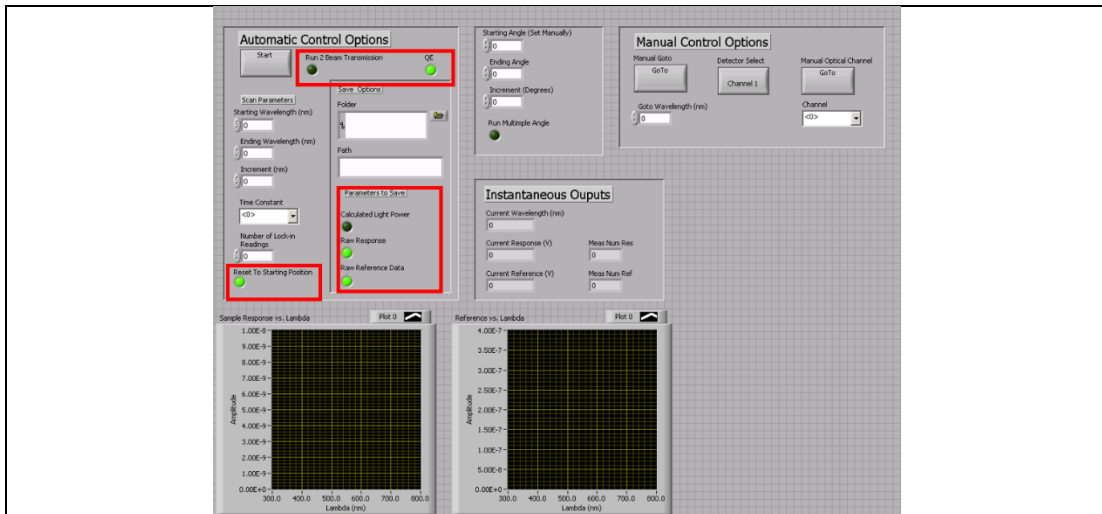 Automatic Control Options
Start
Run 2 Beam Transmission
QE
Scan Parameters
Starting Wavelength (nm)
0
Ending Wavelength (nm)
0
Increment (nm)
0
Time Constant
<0>
Number of Lock-in
Readings
0
Reset To Starting Position
Save Options
Folder
Path
Parameters to Save
Calculated Light Power
Raw Response
Raw Reference Data
Starting Angle (Set Manually)
0
Ending Angle
0
Increment (Degrees)
0
Run Multimple Angle
Manual Control Options
Manual Goto
GoTo
Detector Select
Channel 1
Manual Optical Channel
GoTo
Goto Wavelength (nm)
0
Channel
<0>
Instantaneous Ouputs
Current Wavelength (nm)
0
Current Response (V)
0
Meas Num Res
0
Current Reference (V)
0
Meas Num Ref
0
Sample Response vs. Lambda
Plot 0
1.00E-8
9.00E-9
8.00E-9
7.00E-9
6.00E-9
5.00E-9
4.00E-9
3.00E-9
2.00E-9
1.00E-9
0.00E+0
Amplitude
300.0 400.0 500.0 600.0 700.0 800.0
Lambda (nm)
Reference vs. Lambda
Plot 0
4.00E-7
3.50E-7
3.00E-7
2.50E-7
2.00E-7
1.50E-7
1.00E-7
5.00E-8
0.00E+0
Amplitude
300.0 400.0 500.0 600.0 700.0 800.0
Lambda (nm)